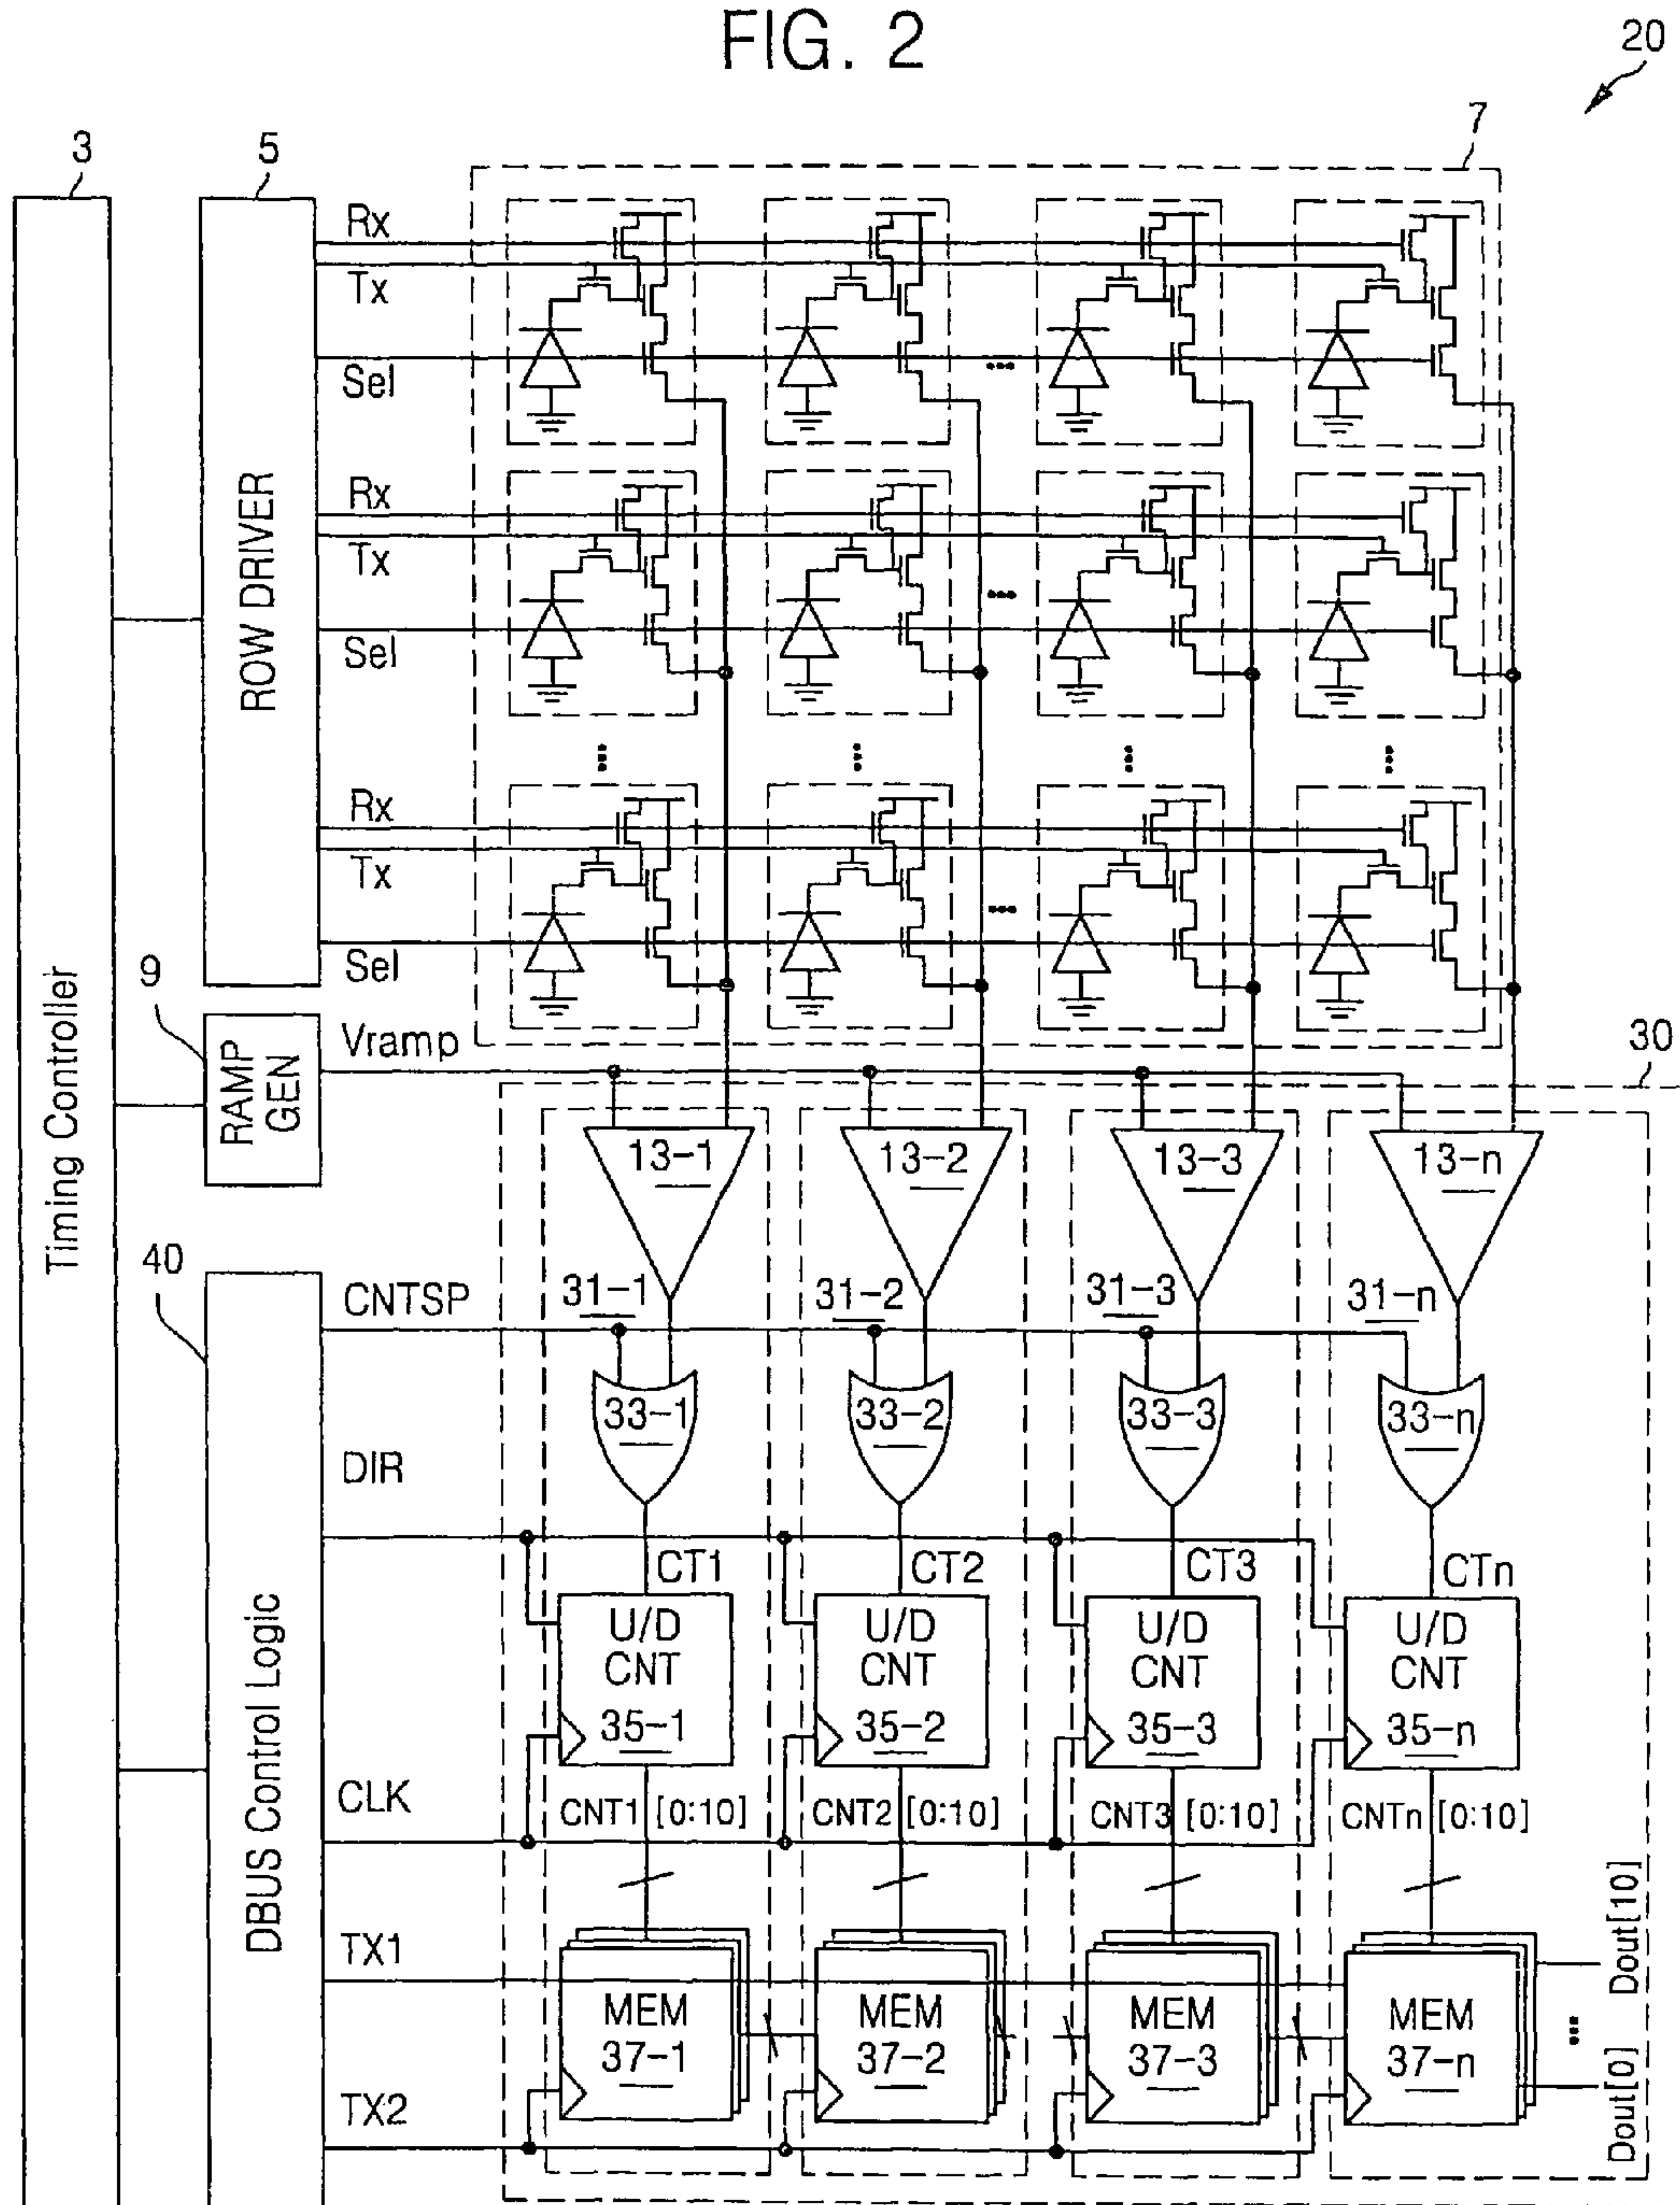 FIG. 2
20
3
5
7
Rx
Tx
Sel
ROW DRIVER
Rx
Tx
Sel
Rx
Tx
Sel
Timing Controller
9
RAMP
GEN
Vramp
30
13-1
13-2
13-3
13-n
40
CNTSP
31-1
31-2
31-3
31-n
33-1
33-2
33-3
33-n
DIR
DBUS Control Logic
CT1
CT2
CT3
CTn
U/D
CNT
35-1
U/D
CNT
35-2
U/D
CNT
35-3
U/D
CNT
35-n
CLK
CNT1 [0:10]
CNT2 [0:10]
CNT3 [0:10]
CNTn [0:10]
TX1
MEM
37-1
MEM
37-2
MEM
37-3
MEM
37-n
Dout[10]
Dout[0]
TX2